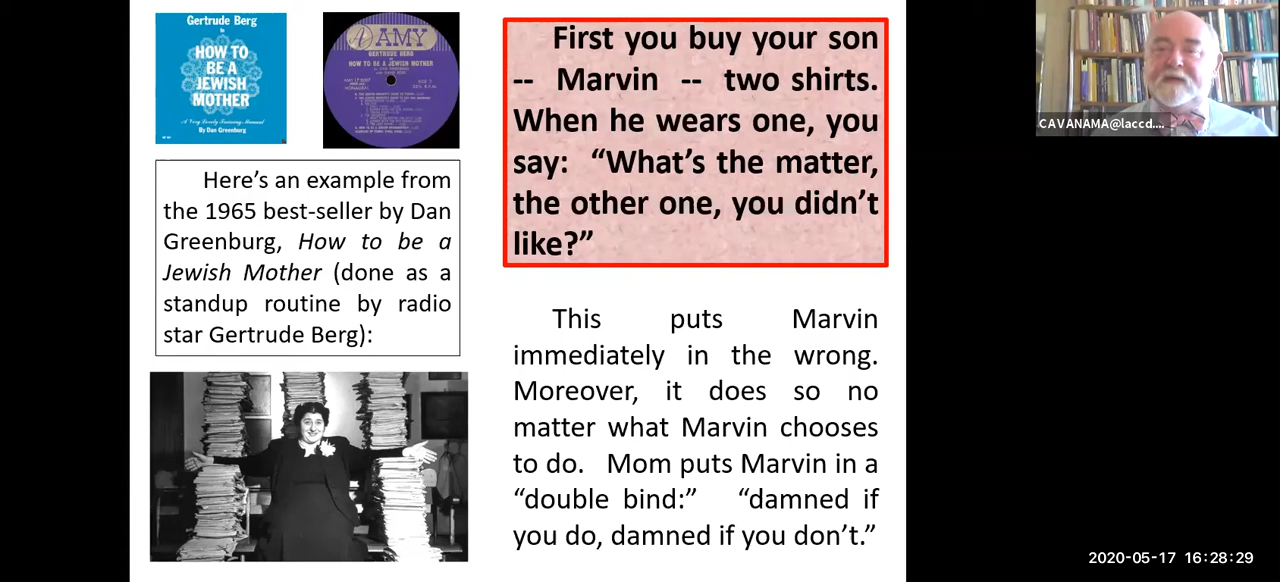 Gertrude Berg
in
HOW TO
BE A
JEWISH
MOTHER
A Very Lovely Training Manual
By Dan Greenburg
AMY
GERTRUDE BERG
HOW TO BE A JEWISH MOTHER
Here’s an example from
the 1965 best-seller by Dan
Greenburg, How to be a
Jewish Mother (done as a
standup routine by radio
star Gertrude Berg):
First you buy your son
-- Marvin -- two shirts.
When he wears one, you
say: “What’s the matter,
the other one, you didn’t
like?”
This puts Marvin
immediately in the wrong.
Moreover, it does so no
matter what Marvin chooses
to do. Mom puts Marvin in a
“double bind:” “damned if
you do, damned if you don’t.”
CAVANAMA@laccd....
2020-05-17 16:28:29